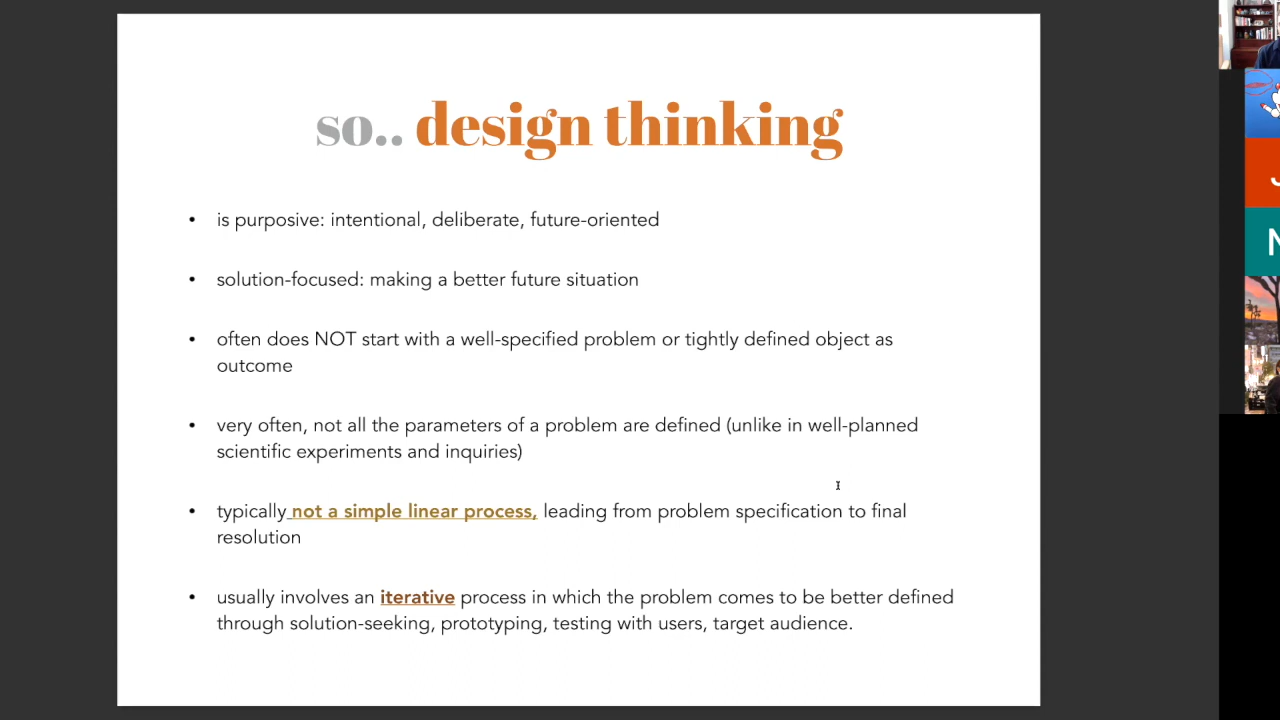 so.. design thinking
• is purposive: intentional, deliberate, future-oriented
• solution-focused: making a better future situation
• often does NOT start with a well-specified problem or tightly defined object as
outcome
• very often, not all the parameters of a problem are defined (unlike in well-planned
scientific experiments and inquiries)
• typically not a simple linear process, leading from problem specification to final
resolution
• usually involves an iterative process in which the problem comes to be better defined
through solution-seeking, prototyping, testing with users, target audience.